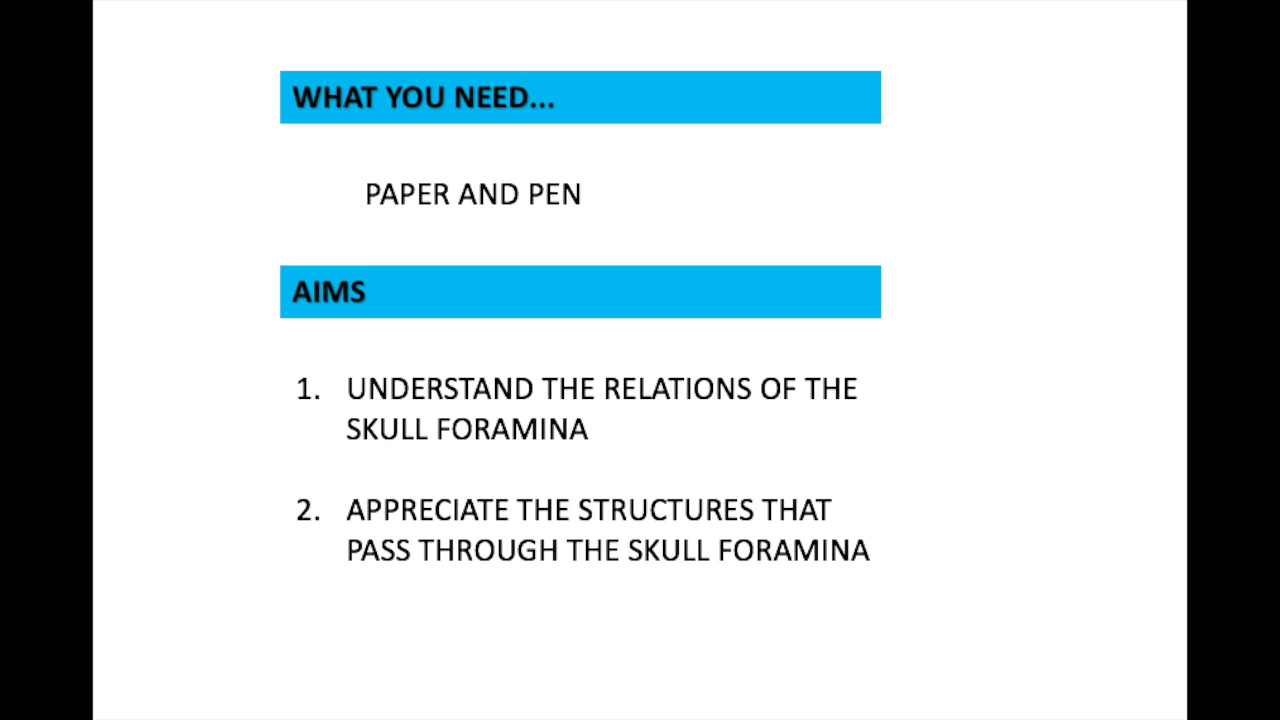 WHAT YOU NEED...
PAPER AND PEN
AIMS
1. UNDERSTAND THE RELATIONS OF THE
SKULL FORAMINA
2. APPRECIATE THE STRUCTURES THAT
PASS THROUGH THE SKULL FORAMINA